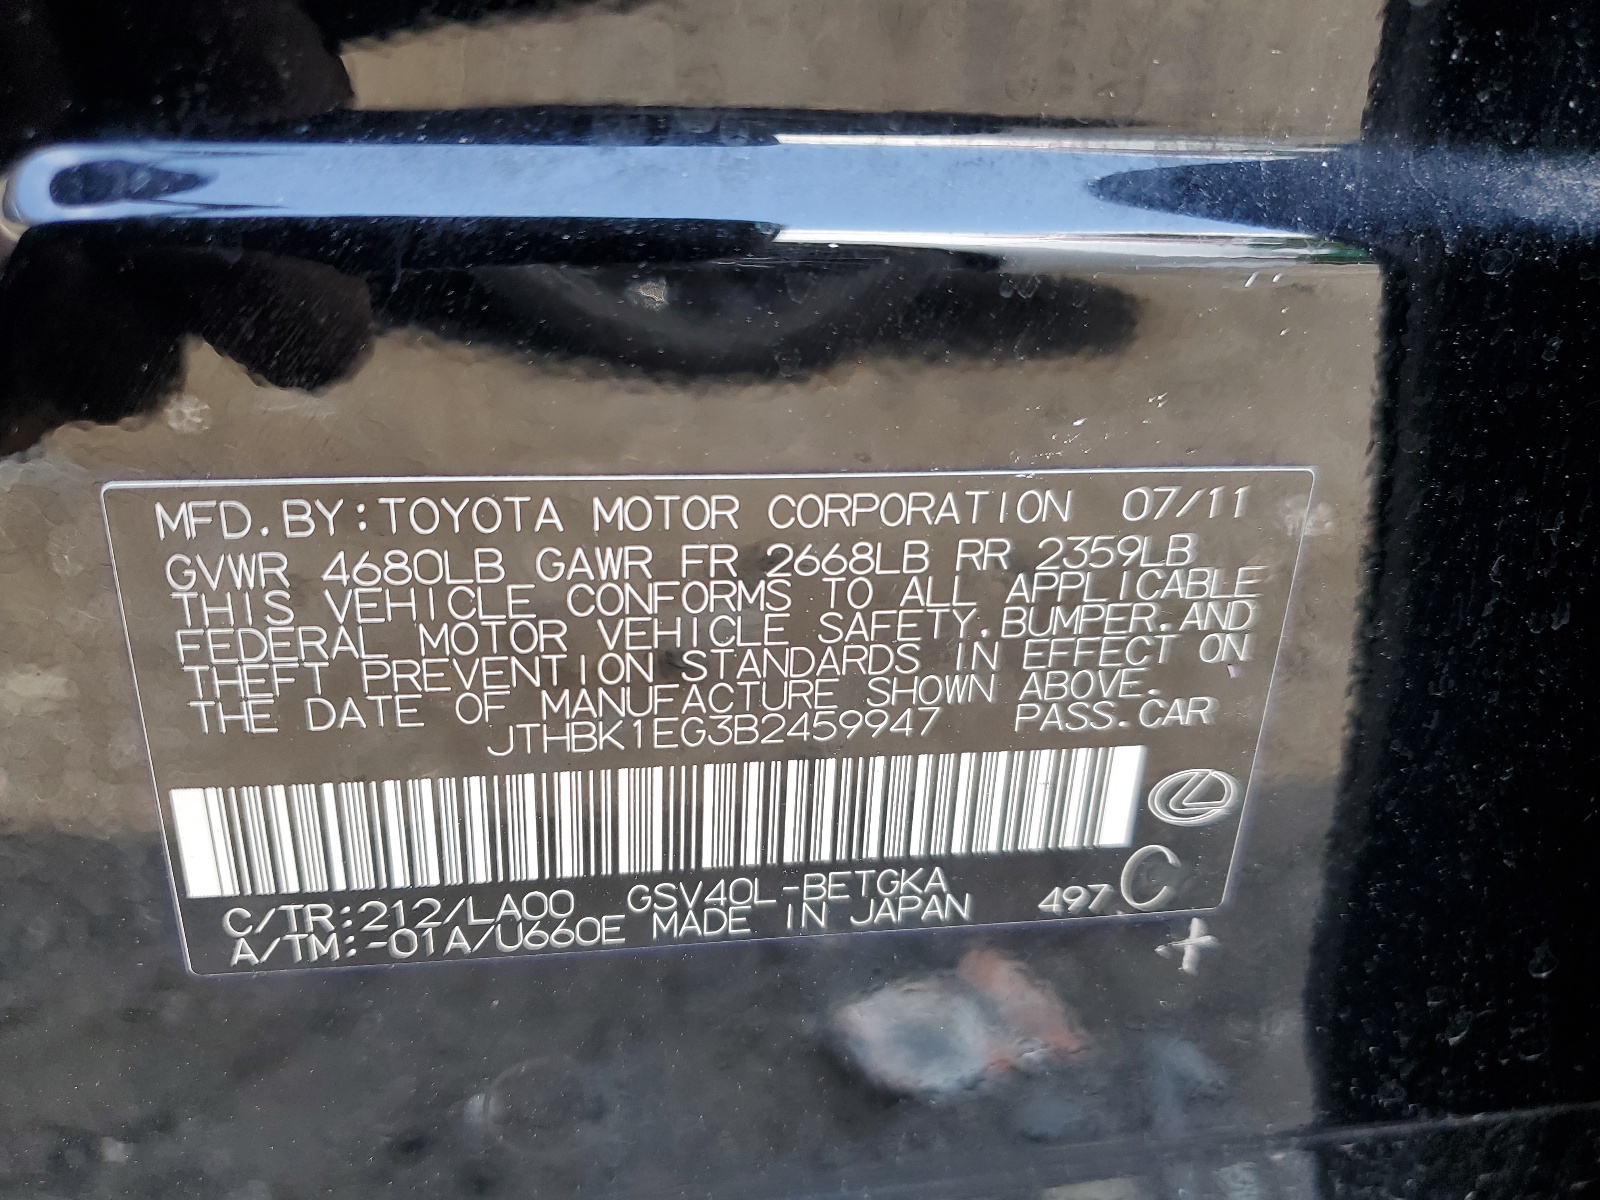 MFD. BY: TOYOTA MOTOR CORPORATION 07/11
GVWR 4680LB GAWR FR 2668LB RR 2359LB
THIS VEHICLE CONFORMS TO ALL APPLICABLE
FEDERAL MOTOR VEHICLE SAFETY. BUMPER. AND
THEFT PREVENTION STANDARDS IN EFFECT ON
THE DATE OF MANUFACTURE SHOWN ABOVE.
JTHBK1EG3B2459947 PASS. CAR
C/TR:212/LA00 GSV40L-BETGKA 497 C
A/TM:-01A/U660E MADE IN JAPAN